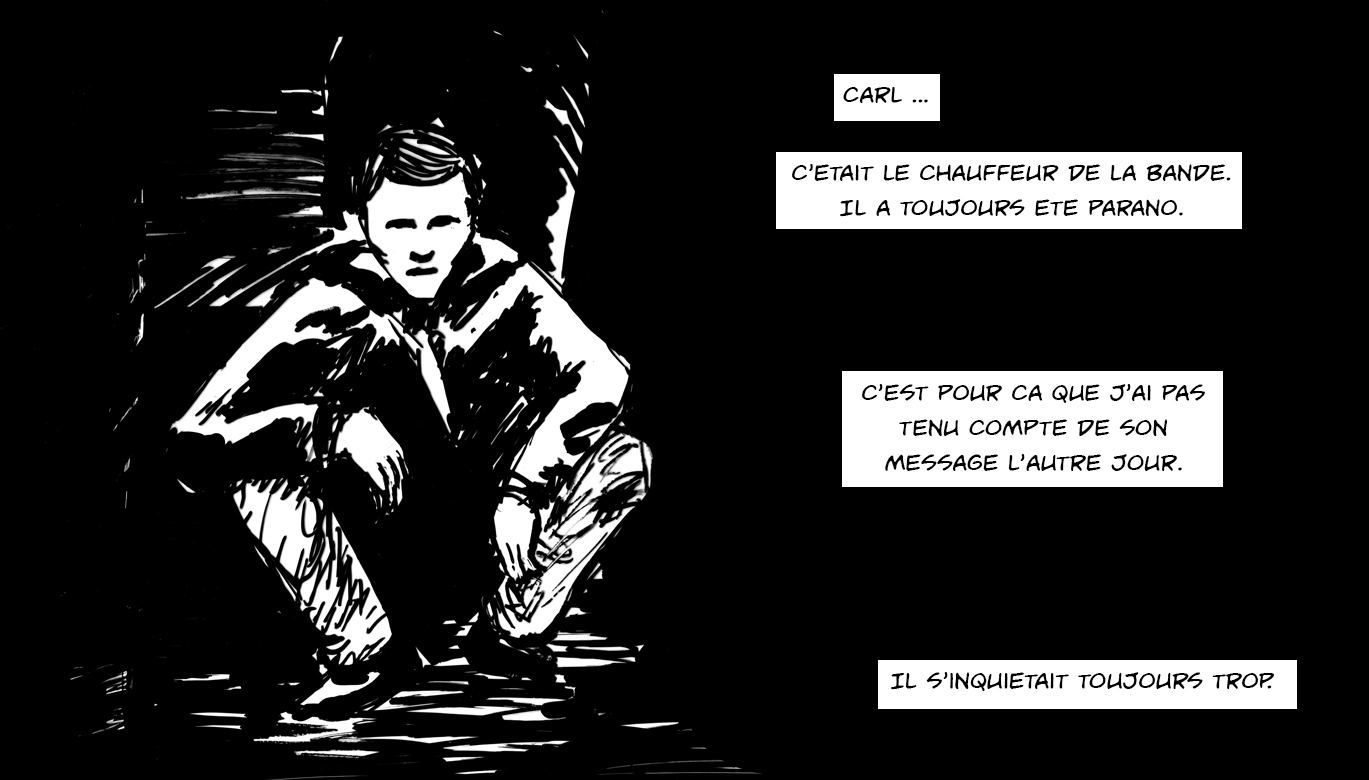 CARL ...
C'ETAIT LE CHAUFFEUR DE LA BANDE.
IL A TOUJOURS ETE PARANO.
C'EST POUR CA QUE J'AI PAS
TENU COMPTE DE SON
MESSAGE L'AUTRE JOUR.
IL S'INQUIETAIT TOUJOURS TROP.